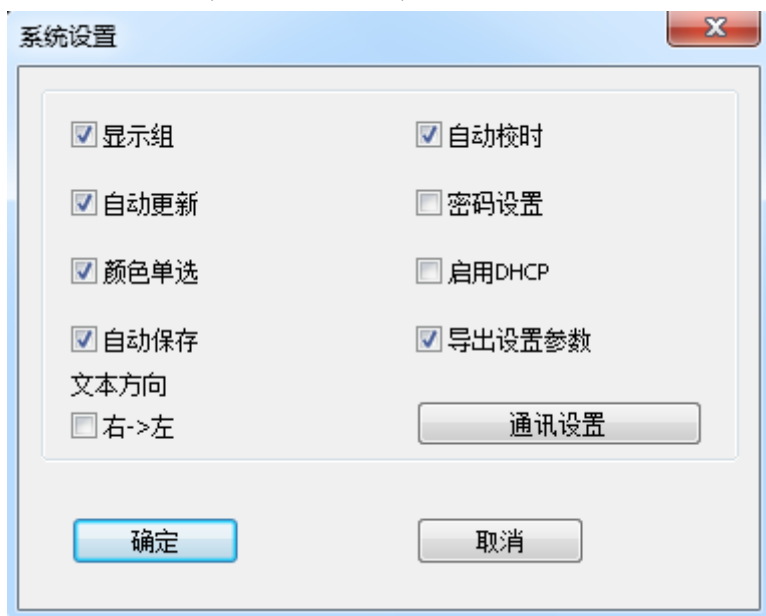 系统设置
显示组
自动校时
自动更新
密码设置
颜色单选
启用DHCP
自动保存
导出设置参数
文本方向
右->左
通讯设置
确定
取消